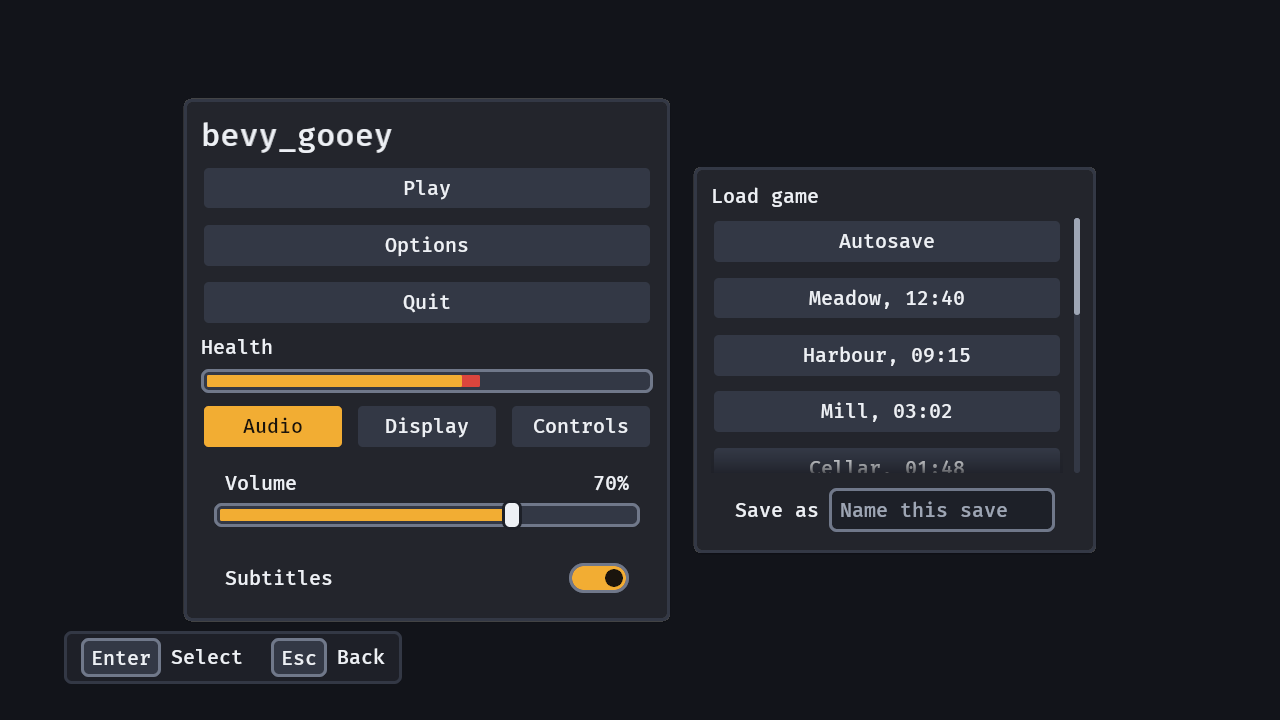 bevy_gooey
Play
Options
Quit
Health
Audio Display Controls
Volume 70%
Subtitles
Load game
Autosave
Meadow, 12:40
Harbour, 09:15
Mill, 03:02
Cellar, 01:48
Save as Name this save
Enter Select Esc Back